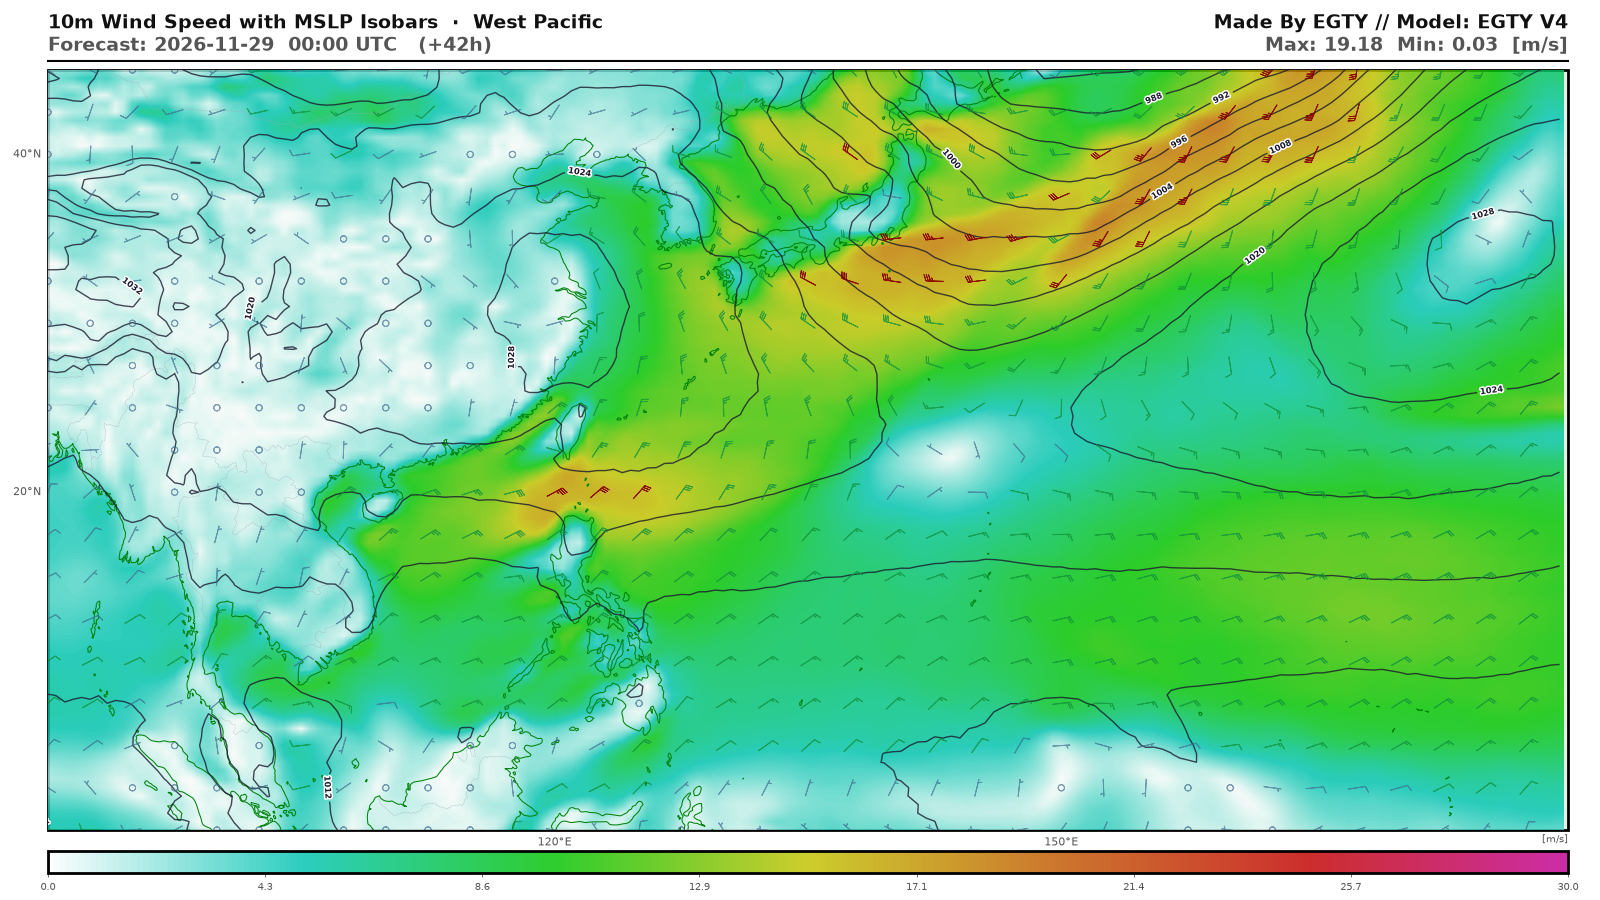 10m Wind Speed with MSLP Isobars · West Pacific
Made By EGTY // Model: EGTY V4
Forecast: 2026-11-29 00:00 UTC (+42h)
Max: 19.18 Min: 0.03 [m/s]
988
992
996
1000
1008
1004
1024
1028
1020
1032
1020
1028
1024
1012
40°N
20°N
120°E
150°E
[m/s]
0.0
4.3
8.6
12.9
17.1
21.4
25.7
30.0